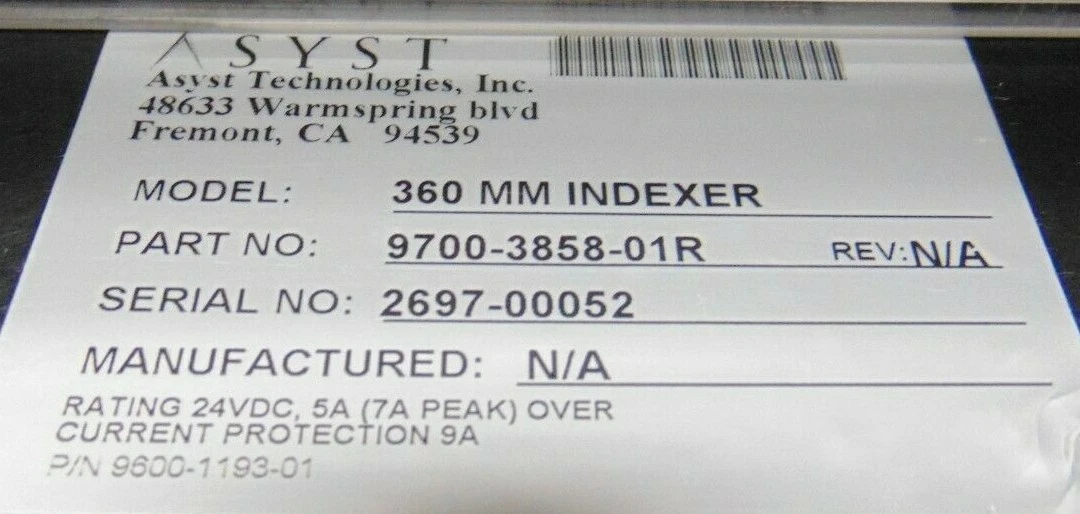 ASYST
Asyst Technologies, Inc.
48633 Warmspring blvd
Fremont, CA 94539
MODEL: 360 MM INDEXER
PART NO: 9700-3858-01R REV: N/A
SERIAL NO: 2697-00052
MANUFACTURED: N/A
RATING 24VDC, 5A (7A PEAK) OVER
CURRENT PROTECTION 9A
P/N 9600-1193-01